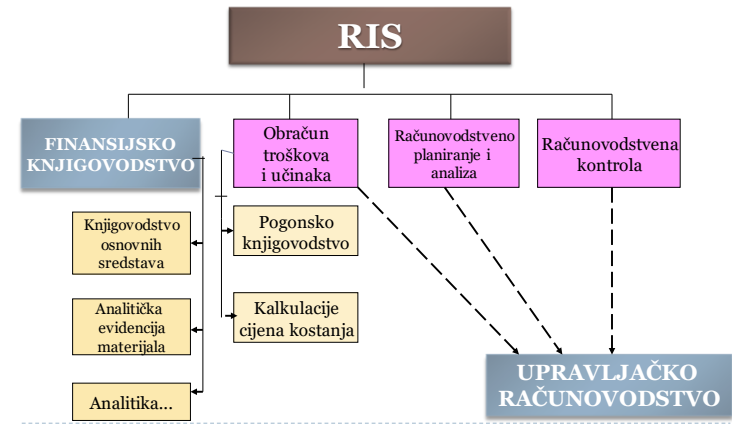 RIS
FINANSIJSKO
KNJIGOVODSTVO
Obračun
troškova
i učinaka
Računovodstveno
planiranje i
analiza
Računovodstvena
kontrola
Knjigovodstvo
osnovnih
sredstava
Pogonsko
knjigovodstvo
Analitička
evidencija
materijala
Kalkulacije
cijena kostanja
Analitika...
UPRAVLJAČKO
RAČUNOVODSTVO